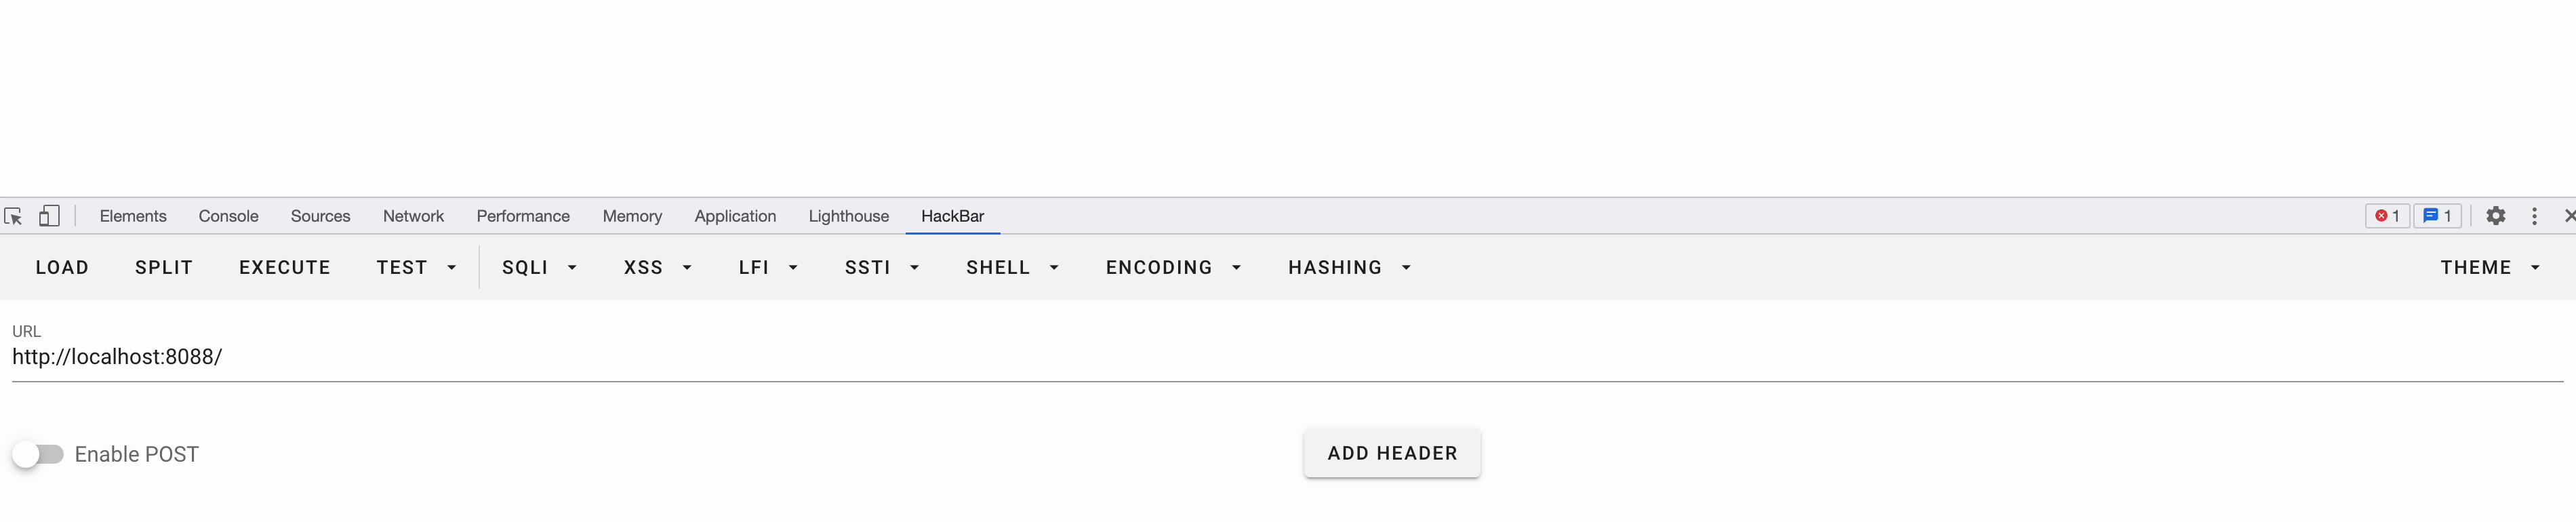 Elements Console Sources Network Performance Memory Application Lighthouse HackBar 1 1
LOAD SPLIT EXECUTE TEST SQLI XSS LFI SSTI SHELL ENCODING HASHING THEME
URL
http://localhost:8088/
Enable POST ADD HEADER